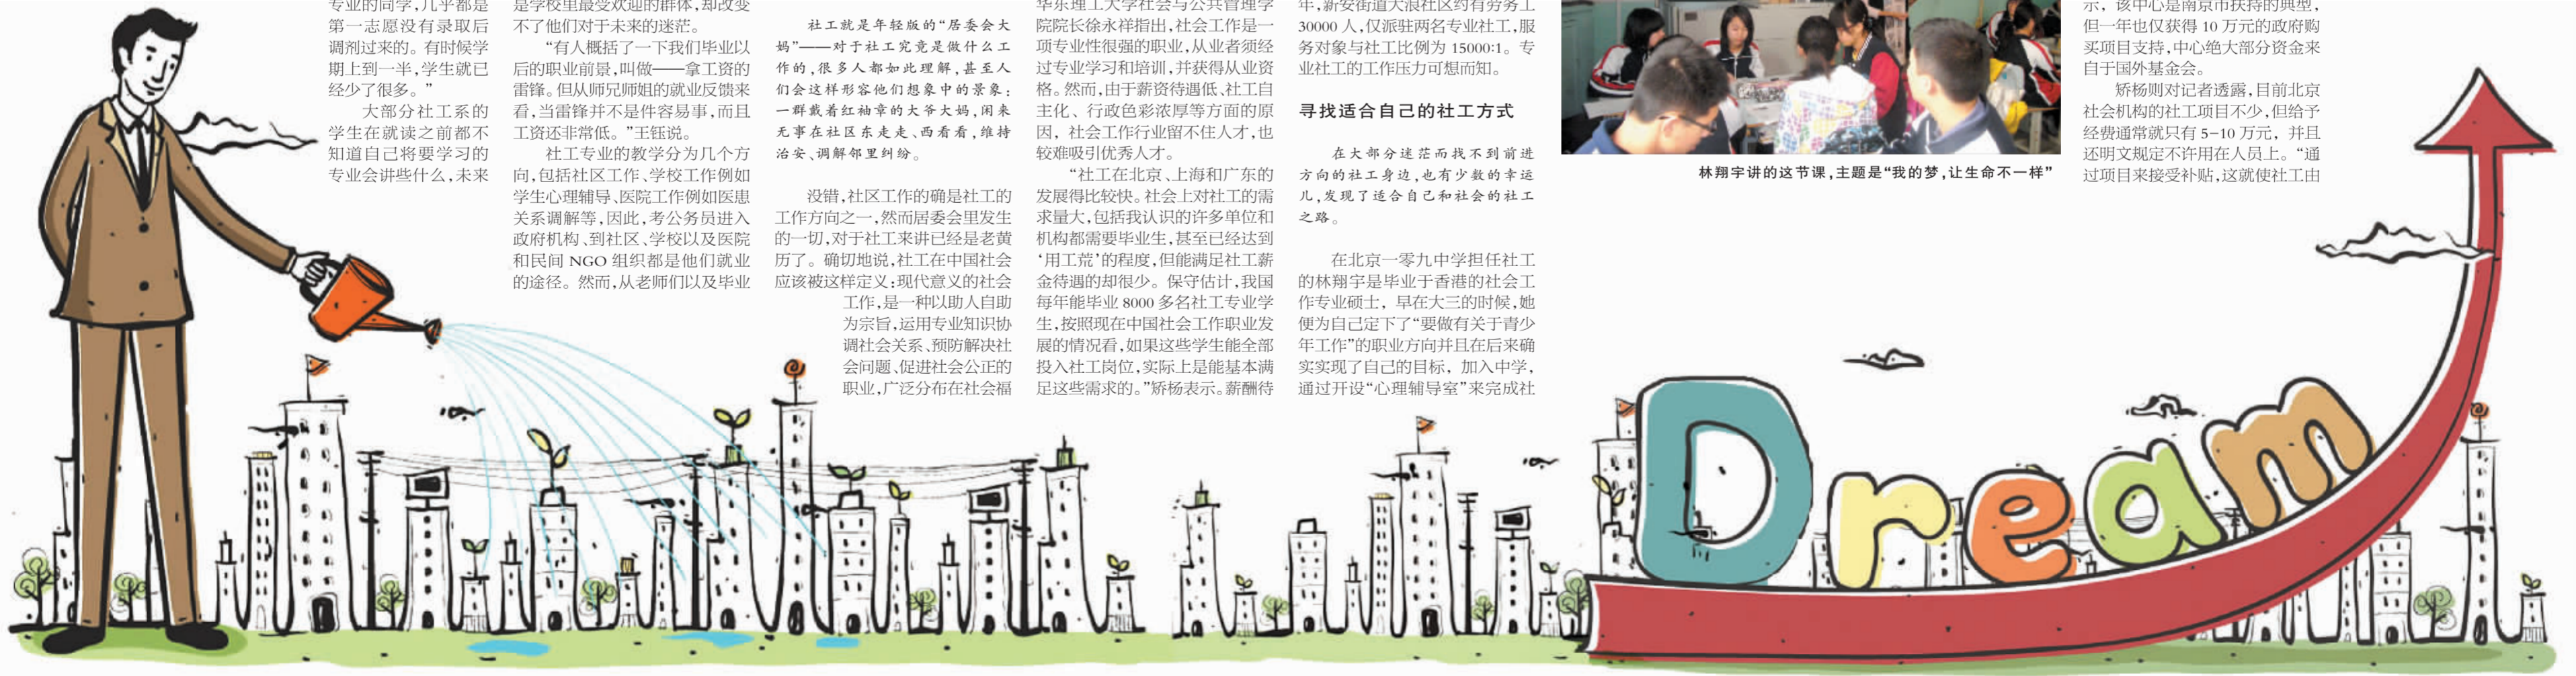 专业的同学，几乎都是
第一志愿没有录取后
调剂过来的。有时候学
期上到一半，学生就已
经少了很多。”
大部分社工系的
学生在就读之前都不
知道自己将要学习的
专业会讲些什么，未来
是学校里最受欢迎的群体，却改变
不了他们对于未来的迷茫。
“有人概括了一下我们毕业以
后的职业前景，叫做——拿工资的
雷锋。但从师兄师姐的就业反馈来
看，当雷锋并不是件容易事，而且
工资还非常低。”王钰说。
社工专业的教学分为几个方
向，包括社区工作、学校工作例如
学生心理辅导、医院工作例如医患
关系调解等，因此，考公务员进入
政府机构、到社区、学校以及医院
和民间 NGO 组织都是他们就业
的途径。然而，从老师们以及毕业
社工就是年轻版的“居委会大
妈”——对于社工究竟是做什么工
作的，很多人都如此理解，甚至人
们会这样形容他们想象中的景象：
一群戴着红袖章的大爷大妈，闲来
无事在社区东走走、西看看，维持
治安、调解邻里纠纷。
没错，社区工作的确是社工的
工作方向之一，然而居委会里发生
的一切，对于社工来讲已经是老黄
历了。确切地说，社工在中国社会
应该被这样定义：现代意义的社会
工作，是一种以助人自助
为宗旨，运用专业知识协
调社会关系、预防解决社
会问题、促进社会公正的
职业，广泛分布在社会福
华东理工大学社会与公共管理学
院院长徐永祥指出，社会工作是一
项专业性很强的职业，从业者须经
过专业学习和培训，并获得从业资
格。然而，由于薪资待遇低、社工自
主化、行政色彩浓厚等方面的原
因，社会工作行业留不住人才，也
较难吸引优秀人才。
“社工在北京、上海和广东的
发展得比较快。社会上对社工的需
求量大，包括我认识的许多单位和
机构都需要毕业生，甚至已经达到
‘用工荒’的程度，但能满足社工薪
金待遇的却很少。保守估计，我国
每年能毕业 8000 多名社工专业学
生，按照现在中国社会工作职业发
展的情况看，如果这些学生能全部
投入社工岗位，实际上是能基本满
足这些需求的。”矫杨表示。薪酬待
年，新安街道大浪社区约有劳务工
30000 人，仅派驻两名专业社工，服
务对象与社工比例为 15000:1。专
业社工的工作压力可想而知。
寻找适合自己的社工方式
在大部分迷茫而找不到前进
方向的社工身边，也有少数的幸运
儿，发现了适合自己和社会的社工
之路。
在北京一零九中学担任社工
的林翔宇是毕业于香港的社会工
作专业硕士，早在大三的时候，她
便为自己定下了“要做有关于青少
年工作”的职业方向并且在后来确
实实现了自己的目标，加入中学，
通过开设“心理辅导室”来完成社
林翔宇讲的这节课，主题是“我的梦，让生命不一样”
示，该中心是南京市扶持的典型，
但一年也仅获得 10 万元的政府购
买项目支持，中心绝大部分资金来
自于国外基金会。
矫杨则对记者透露，目前北京
社会机构的社工项目不少，但给予
经费通常就只有 5-10 万元，并且
还明文规定不许用在人员上。“通
过项目来接受补贴，这就使社工由
Dream